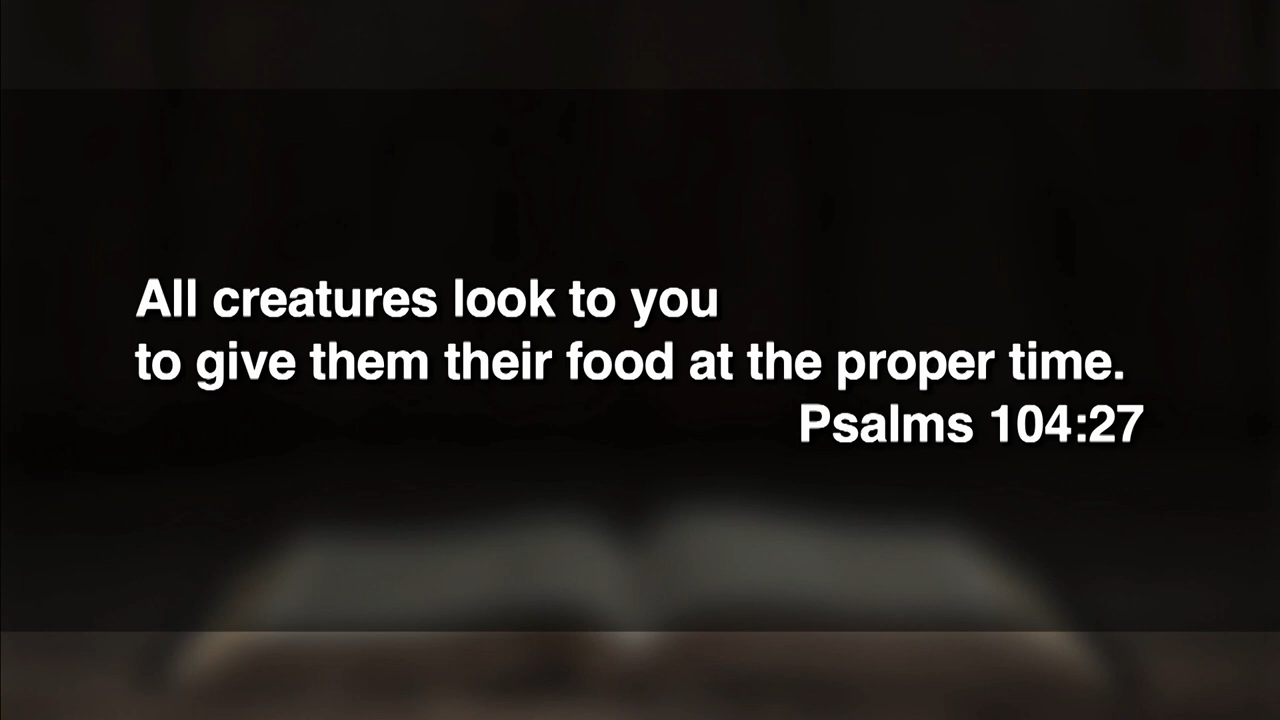 All creatures look to you
to give them their food at the proper time.
Psalms 104:27